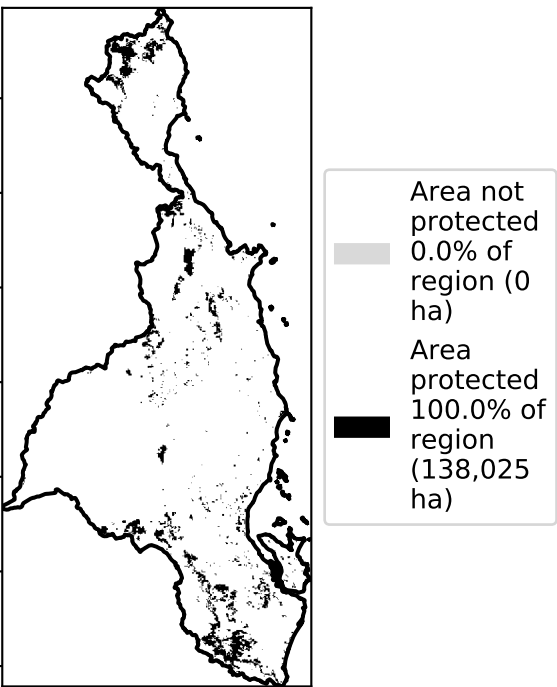 Area not
protected
0.0% of
region (0
ha)
Area
protected
100.0% of
region
(138,025
ha)